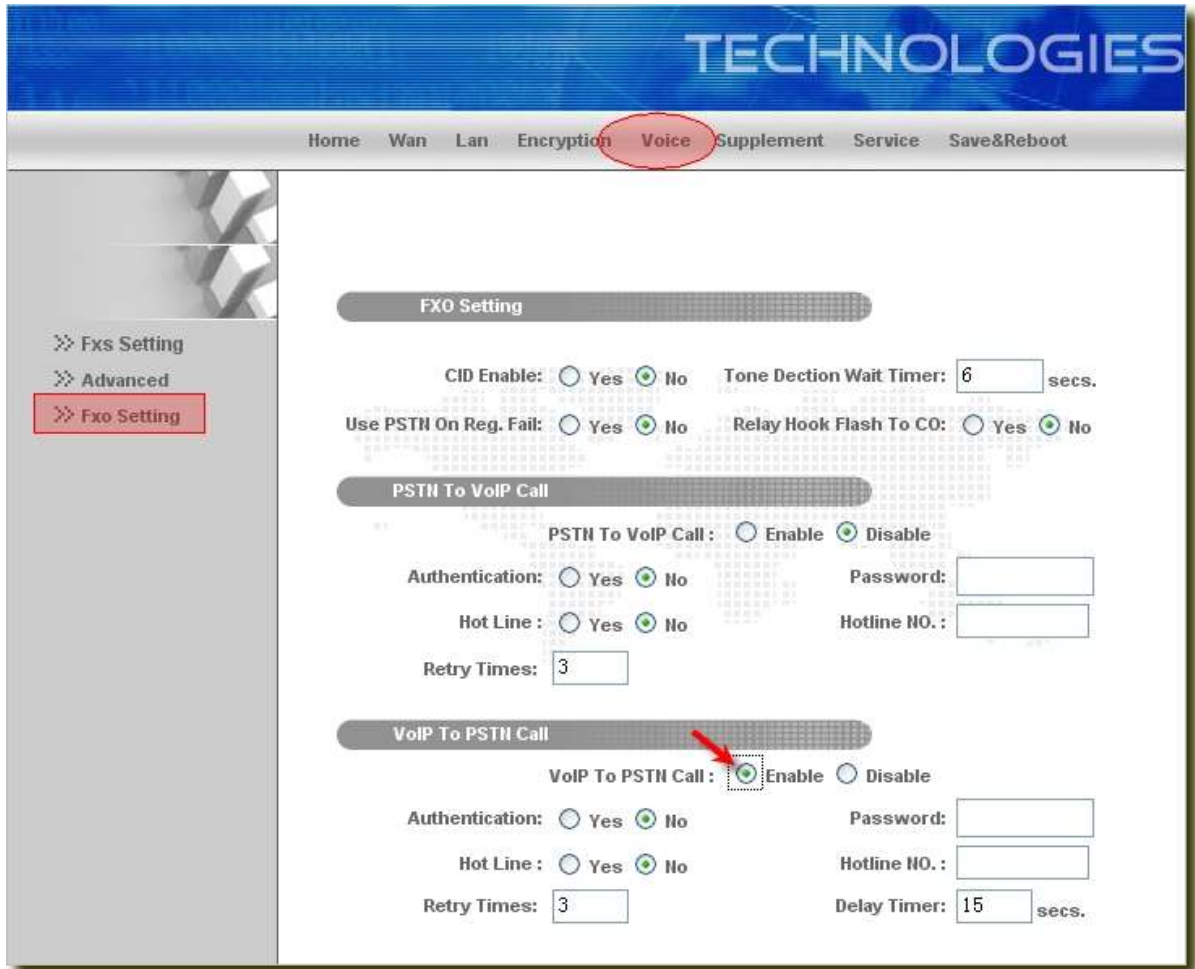 TECHNOLOGIES
Home Wan Lan Encryption Voice Supplement Service Save&Reboot
>> Fxs Setting
>> Advanced
>> Fxo Setting
FXO Setting
CID Enable: Yes No Tone Dection Wait Timer: 6 secs.
Use PSTN On Reg. Fail: Yes No Relay Hook Flash To CO: Yes No
PSTN To VoIP Call
PSTN To VoIP Call : Enable Disable
Authentication: Yes No Password:
Hot Line : Yes No Hotline NO. :
Retry Times: 3
VoIP To PSTN Call
VoIP To PSTN Call : Enable Disable
Authentication: Yes No Password:
Hot Line : Yes No Hotline NO. :
Retry Times: 3 Delay Timer: 15 secs.